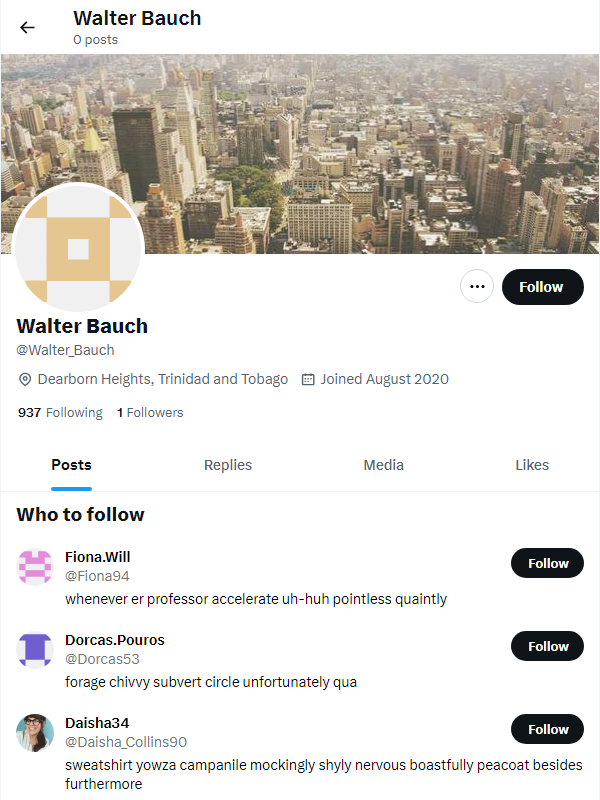 Walter Bauch
0 posts
Follow
Walter Bauch
@Walter_Bauch
Dearborn Heights, Trinidad and Tobago Joined August 2020
937 Following 1 Followers
Posts Replies Media Likes
Who to follow
Fiona.Will
@Fiona94
Follow
whenever er professor accelerate uh-huh pointless quaintly
Dorcas.Pouros
@Dorcas53
Follow
forage chivvy subvert circle unfortunately qua
Daisha34
@Daisha_Collins90
Follow
sweatshirt yowza campanile mockingly shyly nervous boastfully peacoat besides
furthermore